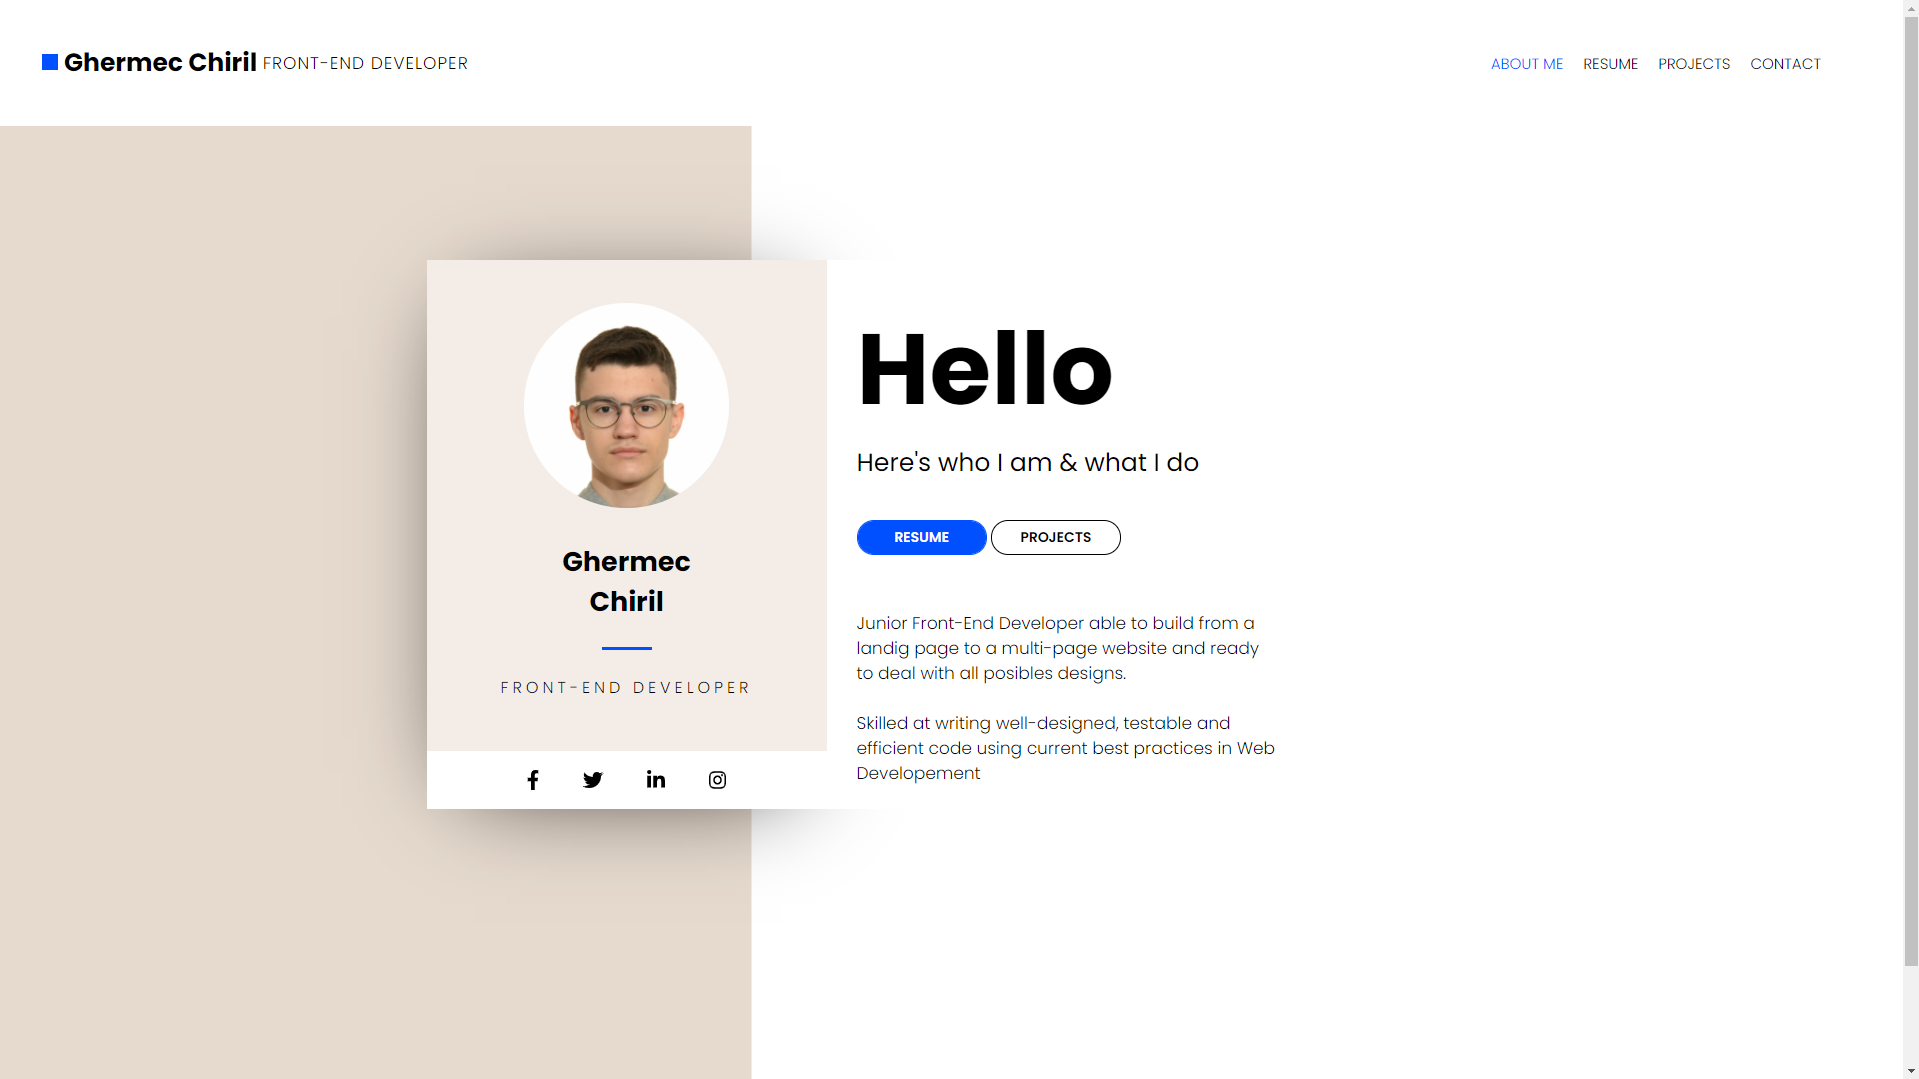 Ghermec Chiril FRONT-END DEVELOPER
ABOUT ME RESUME PROJECTS CONTACT
Ghermec
Chiril
FRONT-END DEVELOPER
Hello
Here's who I am & what I do
RESUME PROJECTS
Junior Front-End Developer able to build from a
landig page to a multi-page website and ready
to deal with all posibles designs.
Skilled at writing well-designed, testable and
efficient code using current best practices in Web
Developement